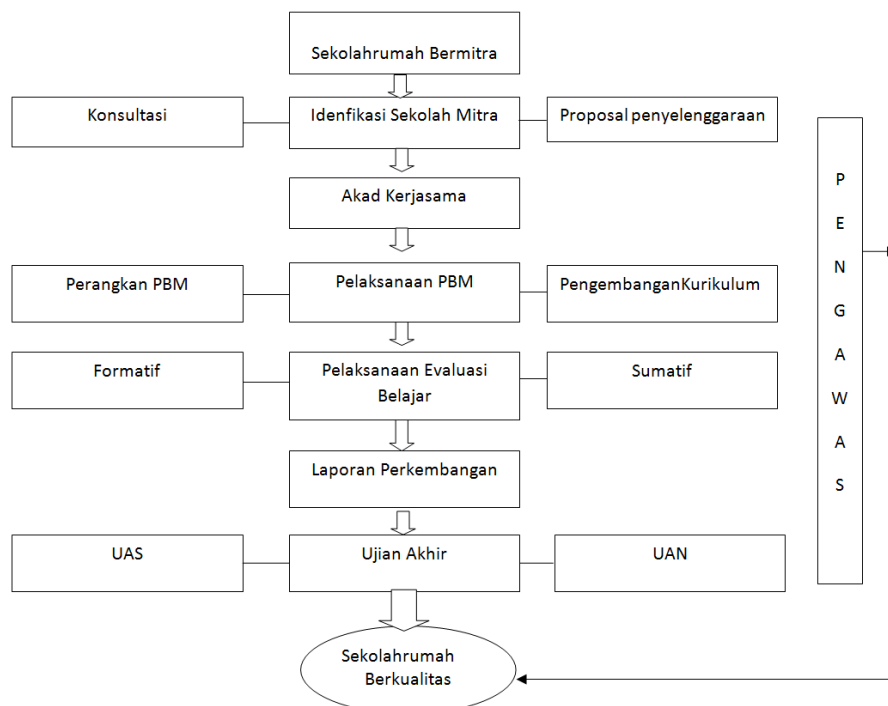 Sekolahrumah Bermitra
Konsultasi
Idenfikasi Sekolah Mitra
Proposal penyelenggaraan
Akad Kerjasama
Perangkan PBM
Pelaksanaan PBM
PengembanganKurikulum
Formatif
Pelaksanaan Evaluasi
Belajar
Sumatif
Laporan Perkembangan
UAS
Ujian Akhir
UAN
Sekolahrumah
Berkualitas
P
E
N
G
A
W
A
S